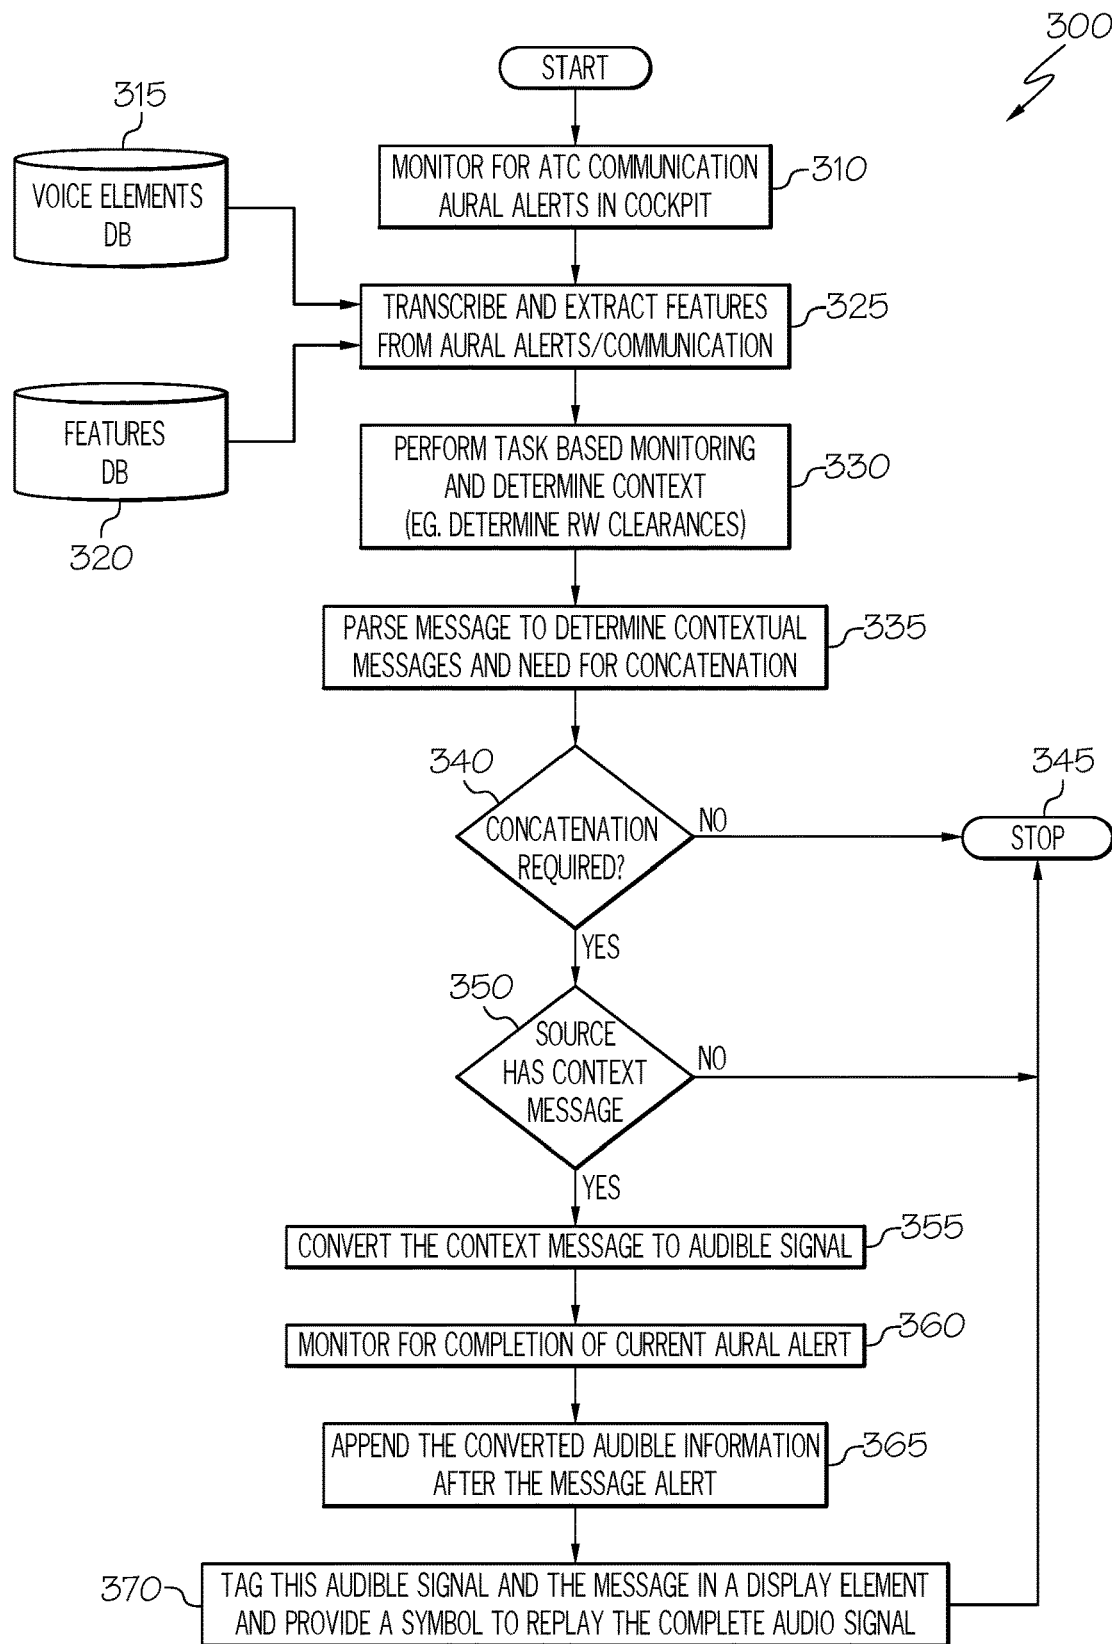 300
START
315
MONITOR FOR ATC COMMUNICATION
AURAL ALERTS IN COCKPIT
310
VOICE ELEMENTS
DB
TRANSCRIBE AND EXTRACT FEATURES
FROM AURAL ALERTS/COMMUNICATION
325
FEATURES
DB
320
PERFORM TASK BASED MONITORING
AND DETERMINE CONTEXT
(EG. DETERMINE RW CLEARANCES)
330
PARSE MESSAGE TO DETERMINE CONTEXTUAL
MESSAGES AND NEED FOR CONCATENATION
335
340
CONCATENATION
REQUIRED?
NO
345
STOP
YES
350
SOURCE
HAS CONTEXT
MESSAGE
NO
YES
CONVERT THE CONTEXT MESSAGE TO AUDIBLE SIGNAL
355
MONITOR FOR COMPLETION OF CURRENT AURAL ALERT
360
APPEND THE CONVERTED AUDIBLE INFORMATION
AFTER THE MESSAGE ALERT
365
370
TAG THIS AUDIBLE SIGNAL AND THE MESSAGE IN A DISPLAY ELEMENT
AND PROVIDE A SYMBOL TO REPLAY THE COMPLETE AUDIO SIGNAL